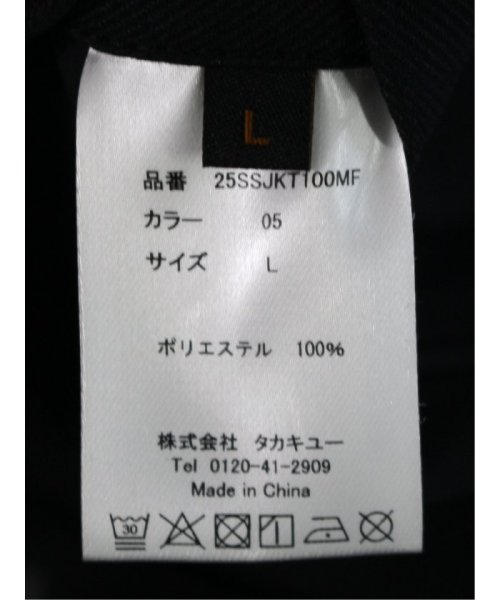 L
品番 25SSJKT100MF
カラー 05
サイズ L
ポリエステル 100%
株式会社 タカキユー
Tel 0120-41-2909
Made in China
30